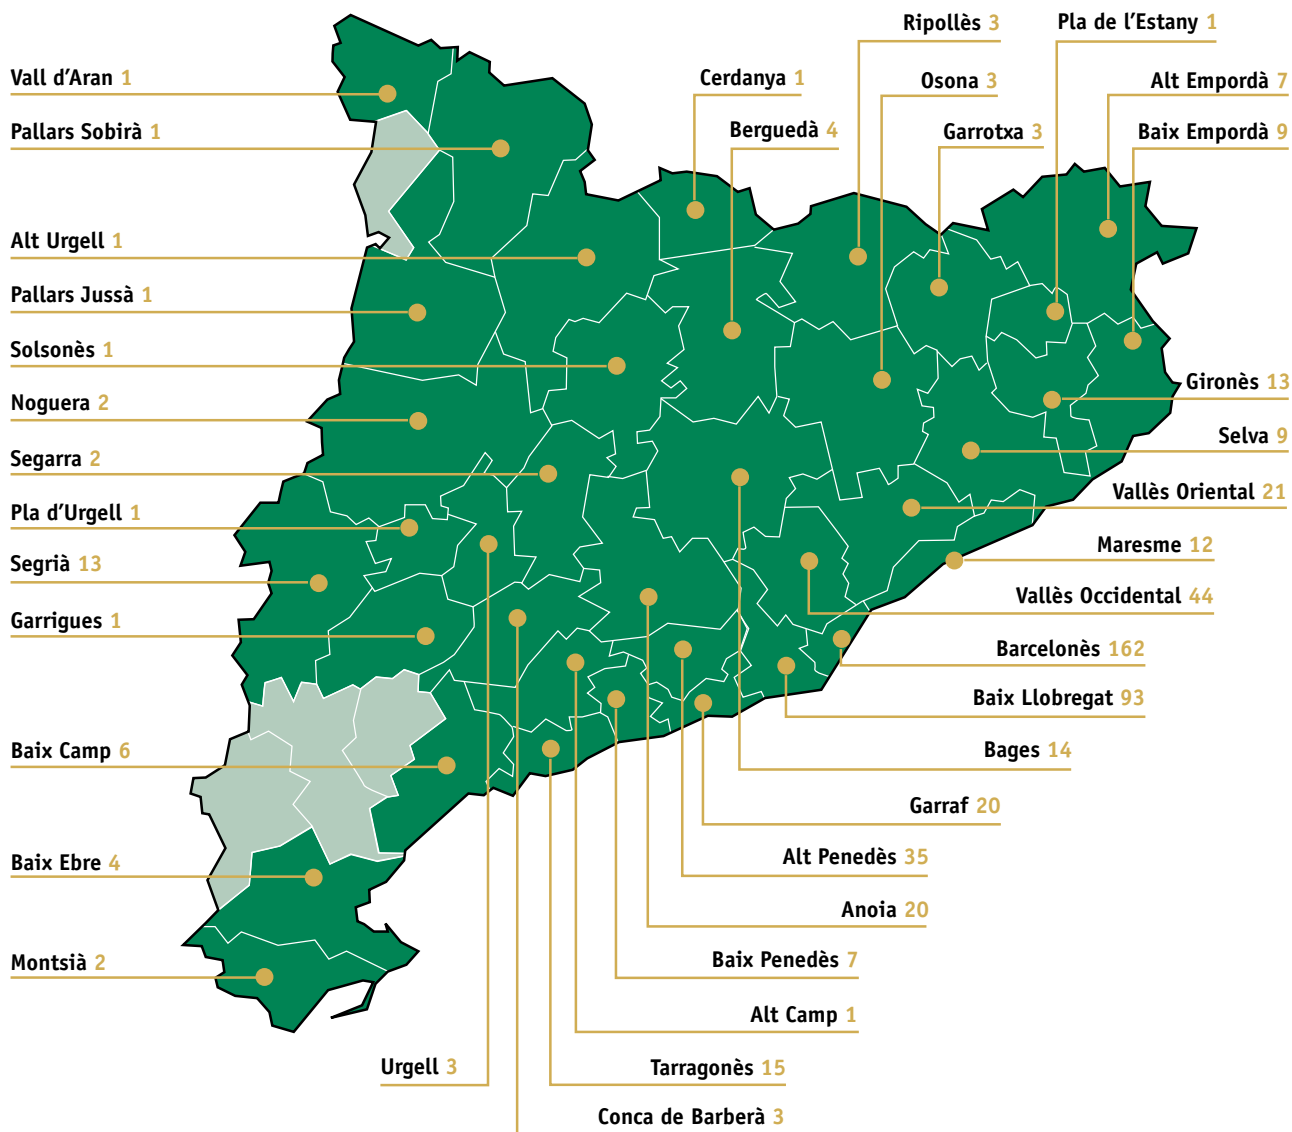 Ripollès 3
Pla de l'Estany 1
Vall d'Aran 1
Cerdanya 1
Osona 3
Alt Empordà 7
Pallars Sobirà 1
Berguedà 4
Garrotxa 3
Baix Empordà 9
Alt Urgell 1
Pallars Jussà 1
Solsonès 1
Gironès 13
Noguera 2
Selva 9
Segarra 2
Vallès Oriental 21
Pla d'Urgell 1
Maresme 12
Segrià 13
Vallès Occidental 44
Garrigues 1
Barcelonès 162
Baix Llobregat 93
Baix Camp 6
Bages 14
Garraf 20
Baix Ebre 4
Alt Penedès 35
Anoia 20
Montsià 2
Baix Penedès 7
Alt Camp 1
Urgell 3
Tarragonès 15
Conca de Barberà 3